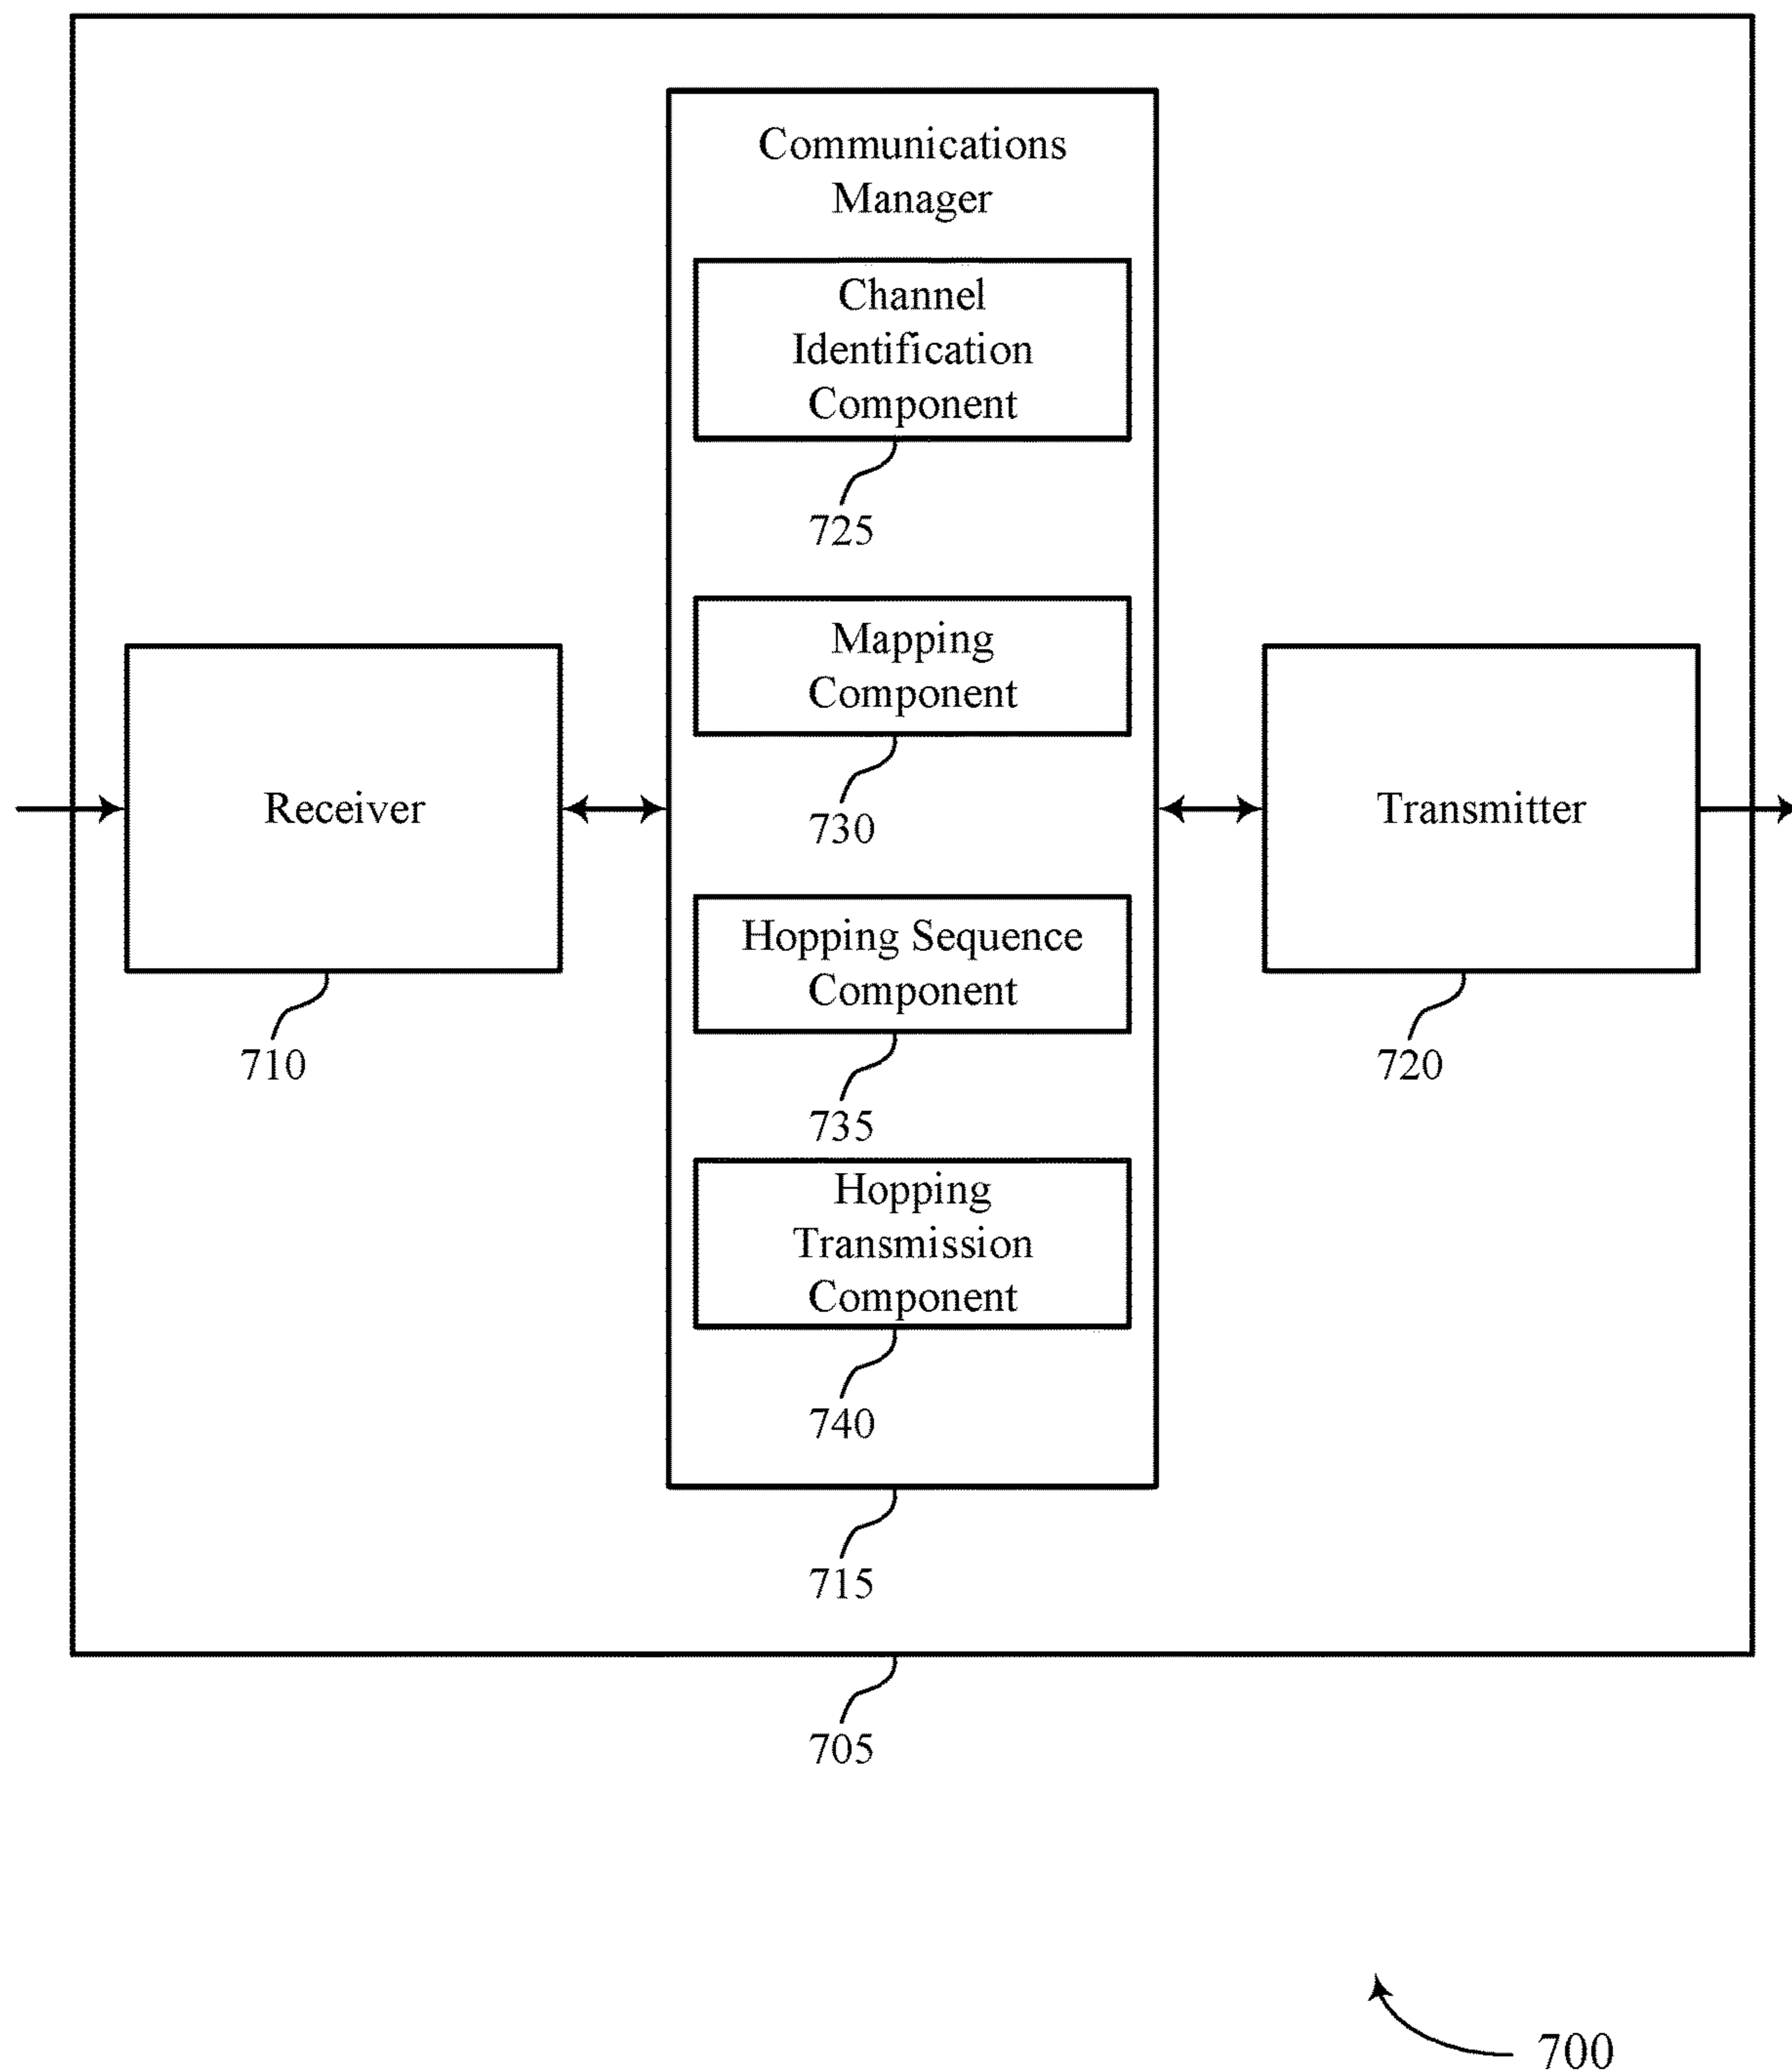 Communications
Manager
Channel
Identification
Component
725
Mapping
Component
730
Receiver
710
Transmitter
720
Hopping Sequence
Component
735
Hopping
Transmission
Component
740
715
705
700